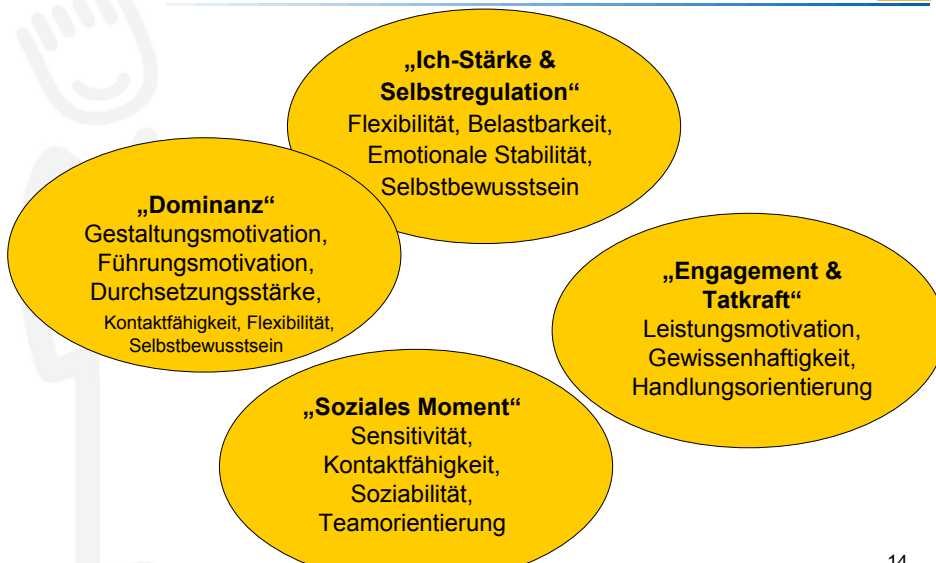 „Ich-Stärke &
Selbstregulation“
Flexibilität, Belastbarkeit,
Emotionale Stabilität,
Selbstbewusstsein
„Dominanz“
Gestaltungsmotivation,
Führungsmotivation,
Durchsetzungsstärke,
Kontaktfähigkeit, Flexibilität,
Selbstbewusstsein
„Engagement &
Tatkraft“
Leistungsmotivation,
Gewissenhaftigkeit,
Handlungsorientierung
„Soziales Moment“
Sensitivität,
Kontaktfähigkeit,
Soziabilität,
Teamorientierung
14